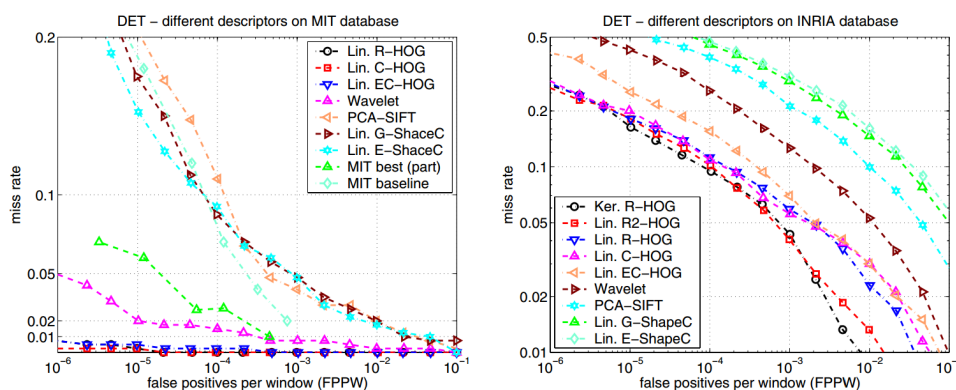 DET − different descriptors on MIT database
0.2
0.1
0.05
0.02
0.01
miss rate
10−6
10−5
10−4
10−3
10−2
10−1
false positives per window (FPPW)
Lin. R−HOG
Lin. C−HOG
Lin. EC−HOG
Wavelet
PCA−SIFT
Lin. G−ShaceC
Lin. E−ShaceC
MIT best (part)
MIT baseline
DET − different descriptors on INRIA database
0.5
0.2
0.1
0.05
0.02
0.01
miss rate
10−6
10−5
10−4
10−3
10−2
10−1
false positives per window (FPPW)
Ker. R−HOG
Lin. R2−HOG
Lin. R−HOG
Lin. C−HOG
Lin. EC−HOG
Wavelet
PCA−SIFT
Lin. G−ShapeC
Lin. E−ShapeC